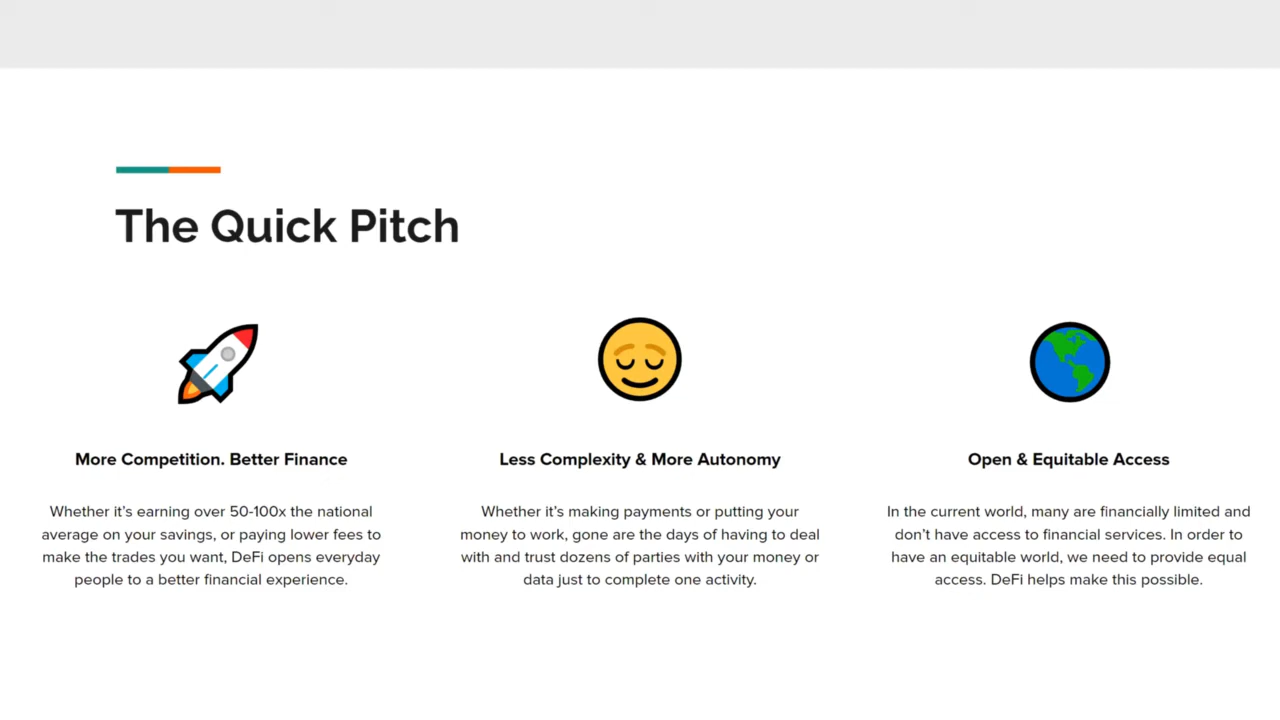 The Quick Pitch
More Competition. Better Finance
Whether it’s earning over 50-100x the national
average on your savings, or paying lower fees to
make the trades you want, DeFi opens everyday
people to a better financial experience.
Less Complexity & More Autonomy
Whether it’s making payments or putting your
money to work, gone are the days of having to deal
with and trust dozens of parties with your money or
data just to complete one activity.
Open & Equitable Access
In the current world, many are financially limited and
don’t have access to financial services. In order to
have an equitable world, we need to provide equal
access. DeFi helps make this possible.